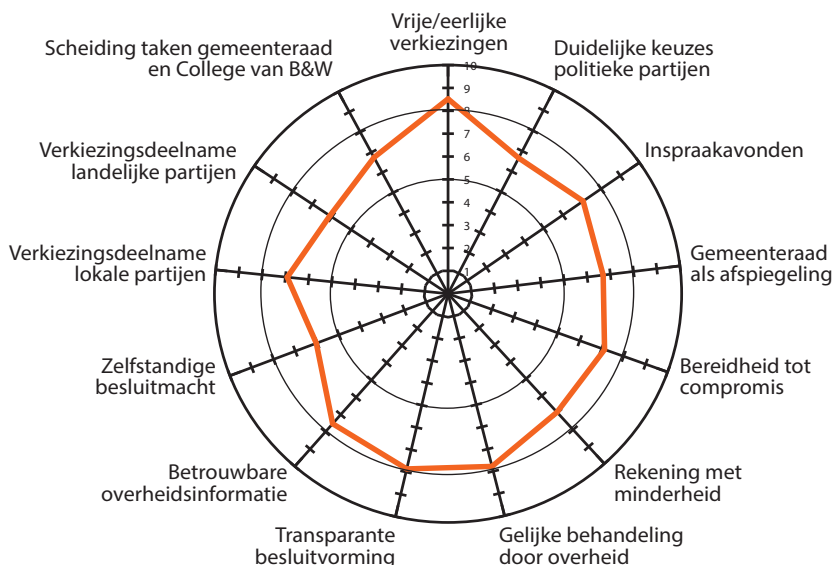 Vrije/eerlijke
verkiezingen
Duidelijke keuzes
politieke partijen
Inspraakavonden
Gemeenteraad
als afspiegeling
Bereidheid tot
compromis
Rekening met
minderheid
Gelijke behandeling
door overheid
Transparante
besluitvorming
Betrouwbare
overheidsinformatie
Zelfstandige
besluitmacht
Verkiezingsdeelname
lokale partijen
Verkiezingsdeelname
landelijke partijen
Scheiding taken gemeenteraad
en College van B&W
10
9
8
7
6
5
4
3
2
1